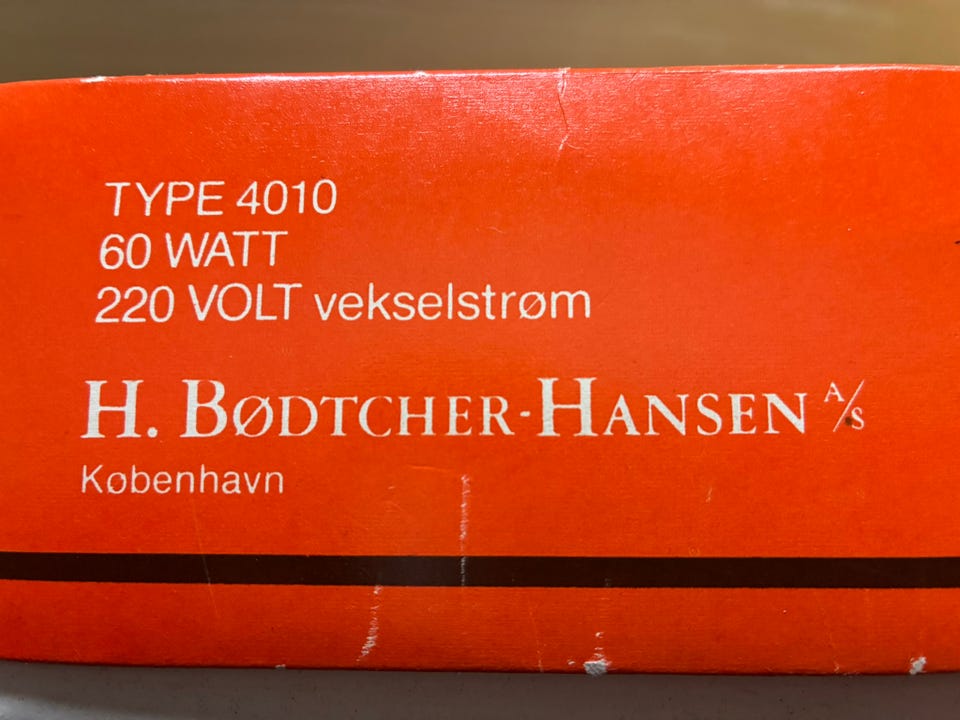 TYPE 4010
60 WATT
220 VOLT vekselstrøm
H. BØDTCHER-HANSEN A/S
København